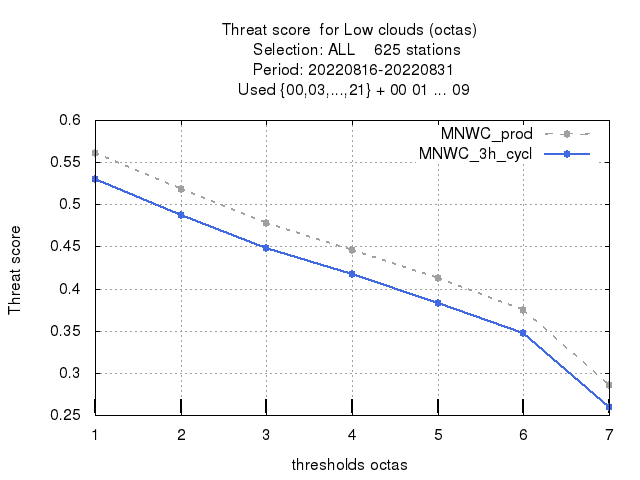 Threat score  for Low clouds (octas)
Selection: ALL    625 stations
Period: 20220816-20220831
Used {00,03,...,21} + 00 01 ... 09
MNWC_prod
MNWC_3h_cycl
0.6
0.55
0.5
0.45
0.4
0.35
0.3
0.25
Threat score
1 2 3 4 5 6 7
thresholds octas